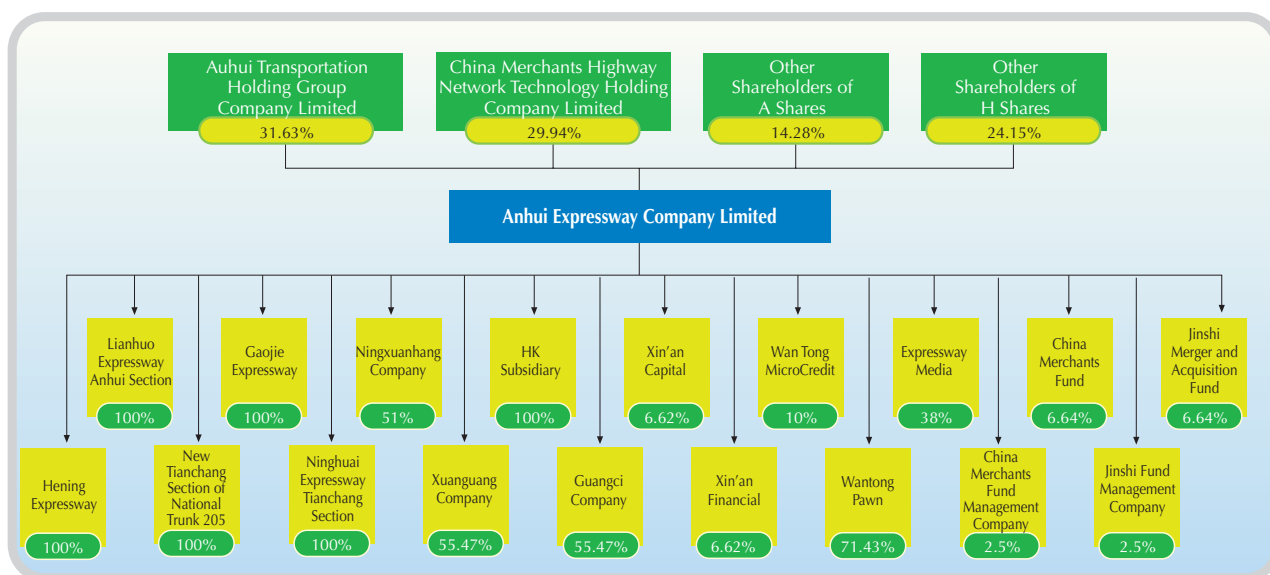 Auhui Transportation
Holding Group
Company Limited
31.63%
China Merchants Highway
Network Technology Holding
Company Limited
29.94%
Other
Shareholders of
A Shares
14.28%
Other
Shareholders of
H Shares
24.15%
Anhui Expressway Company Limited
Lianhuo
Expressway
Anhui Section
100%
Gaojie
Expressway
100%
Ningxuanhang
Company
51%
HK
Subsidiary
100%
Xin'an
Capital
6.62%
Wan Tong
MicroCredit
10%
Expressway
Media
38%
China
Merchants
Fund
6.64%
Jinshi
Merger and
Acquisition
Fund
6.64%
Hening
Expressway
100%
New
Tianchang
Section of
National
Trunk 205
100%
Ninghuai
Expressway
Tianchang
Section
100%
Xuanguang
Company
55.47%
Guangci
Company
55.47%
Xin'an
Financial
6.62%
Wantong
Pawn
71.43%
China
Merchants
Fund
Management
Company
2.5%
Jinshi Fund
Management
Company
2.5%